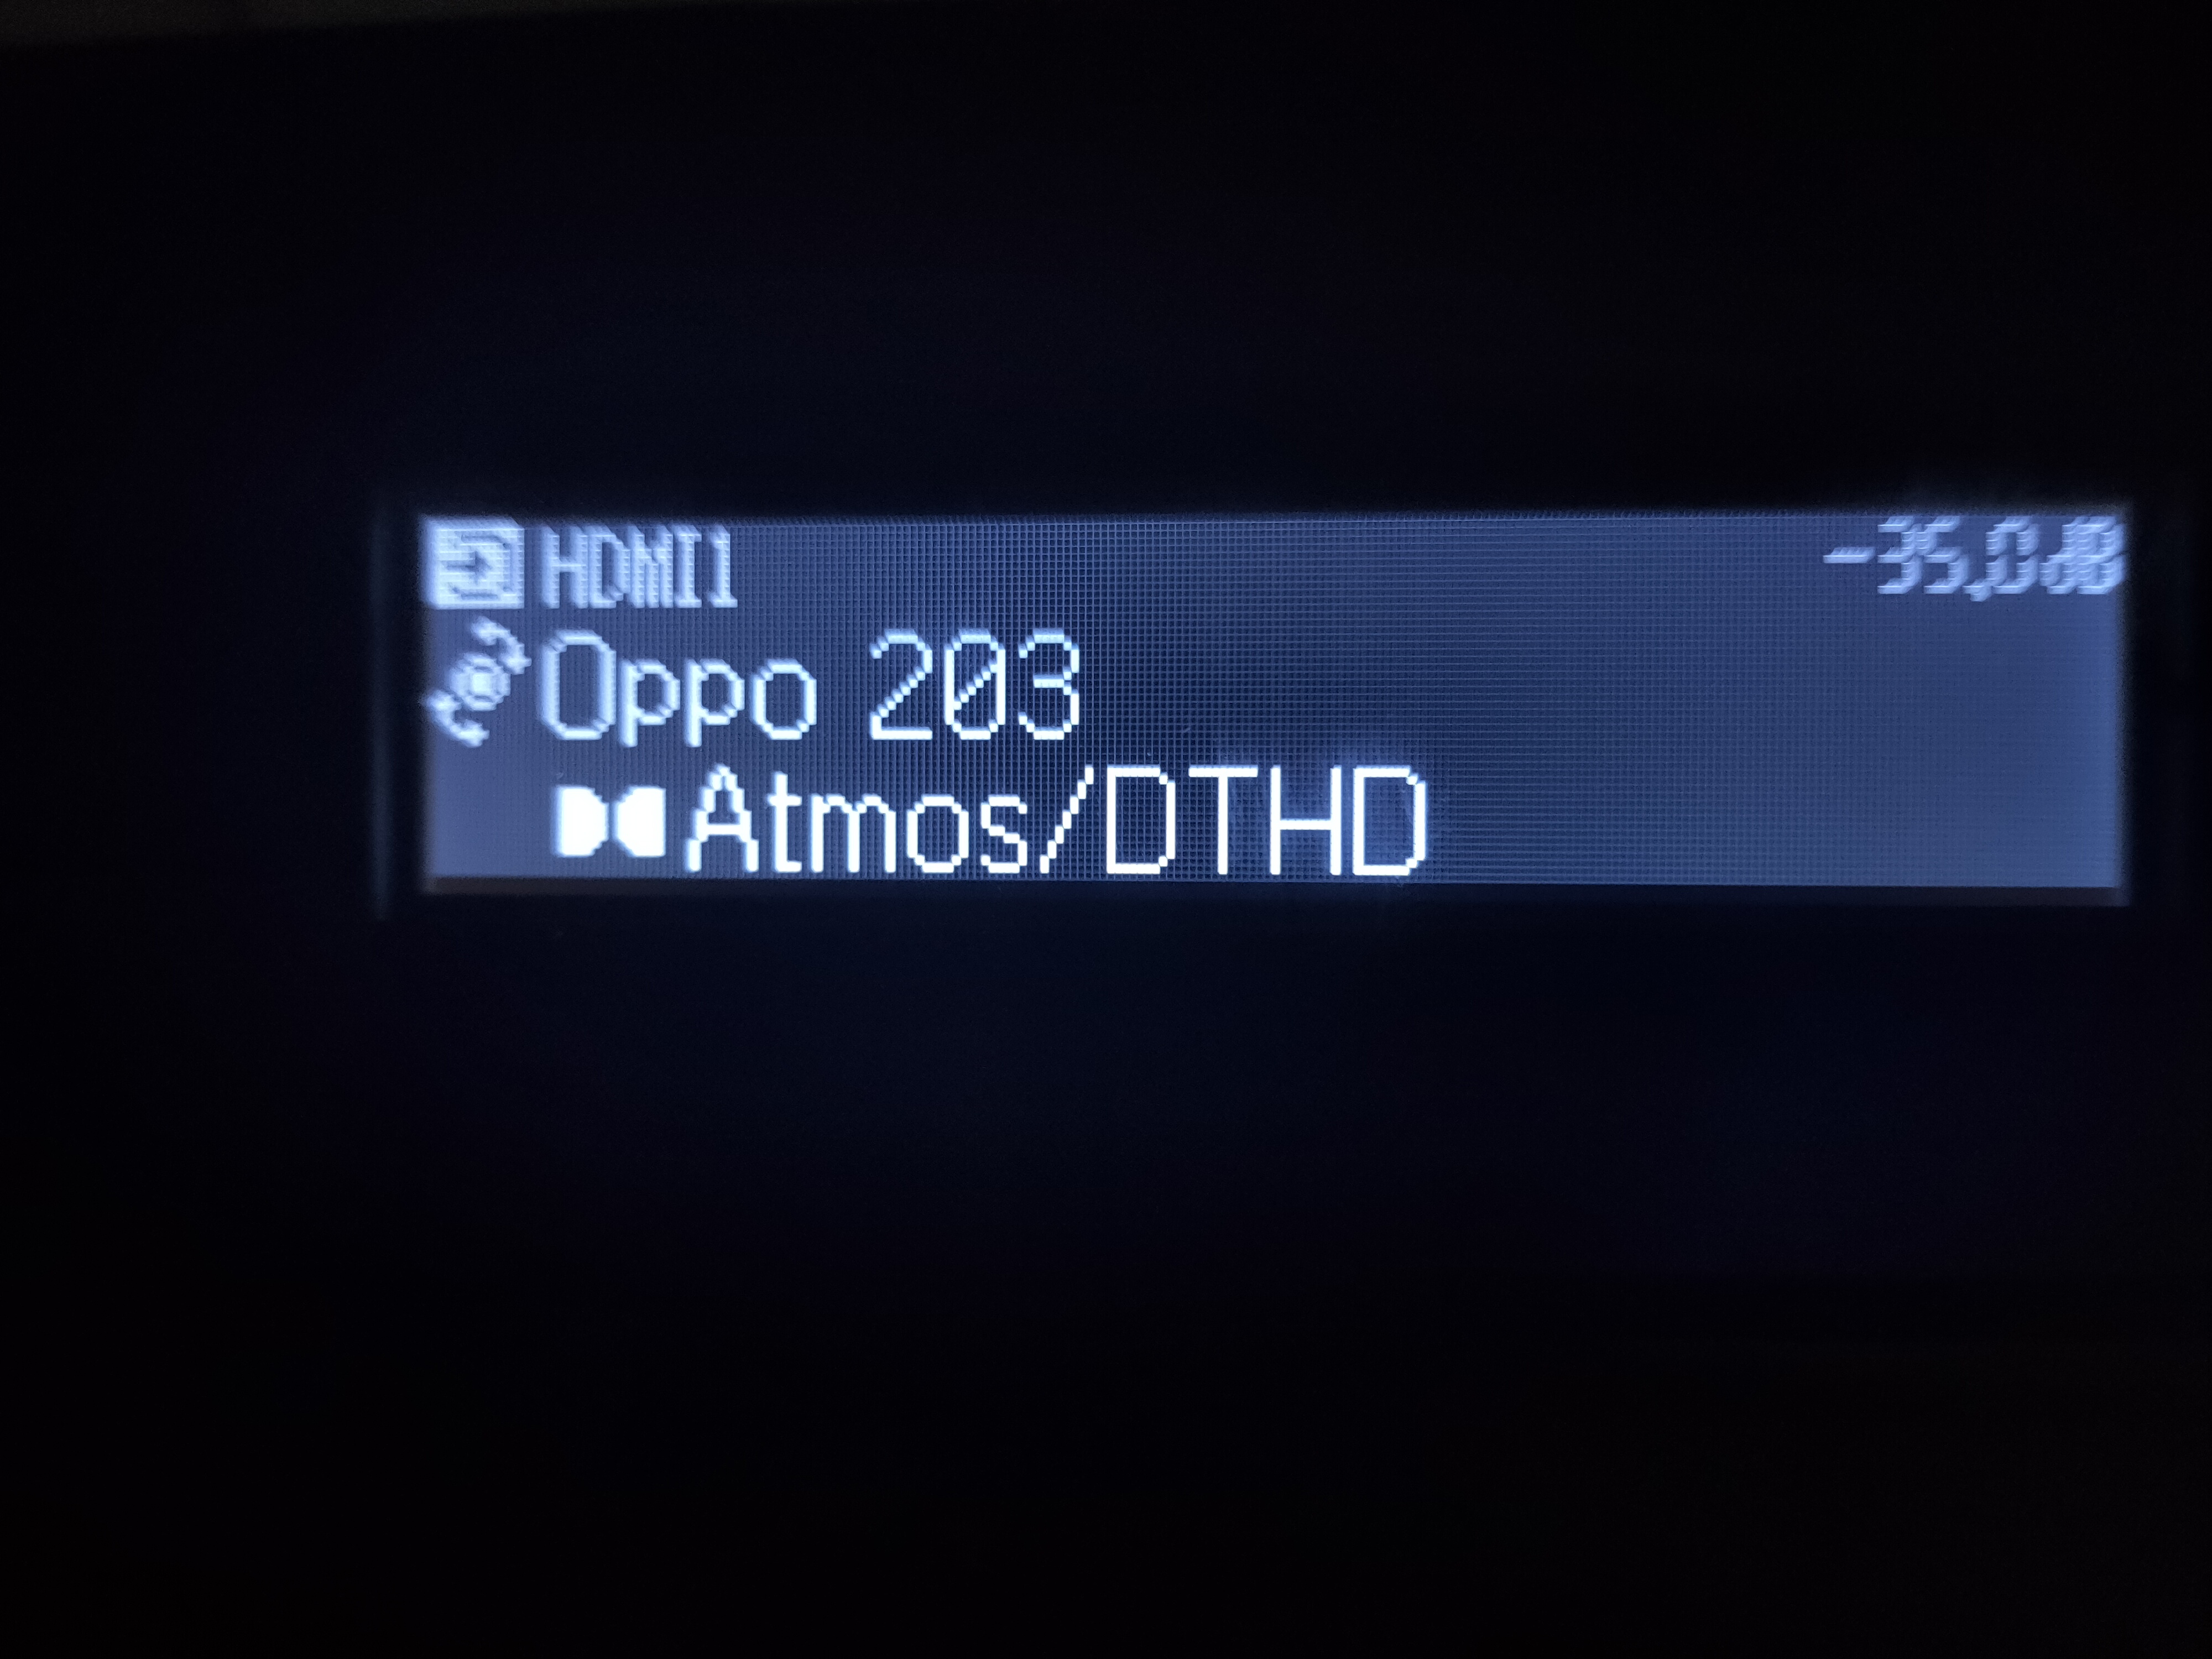 HDMI1 -35.0dB
Oppo 203
Atmos/DTHD